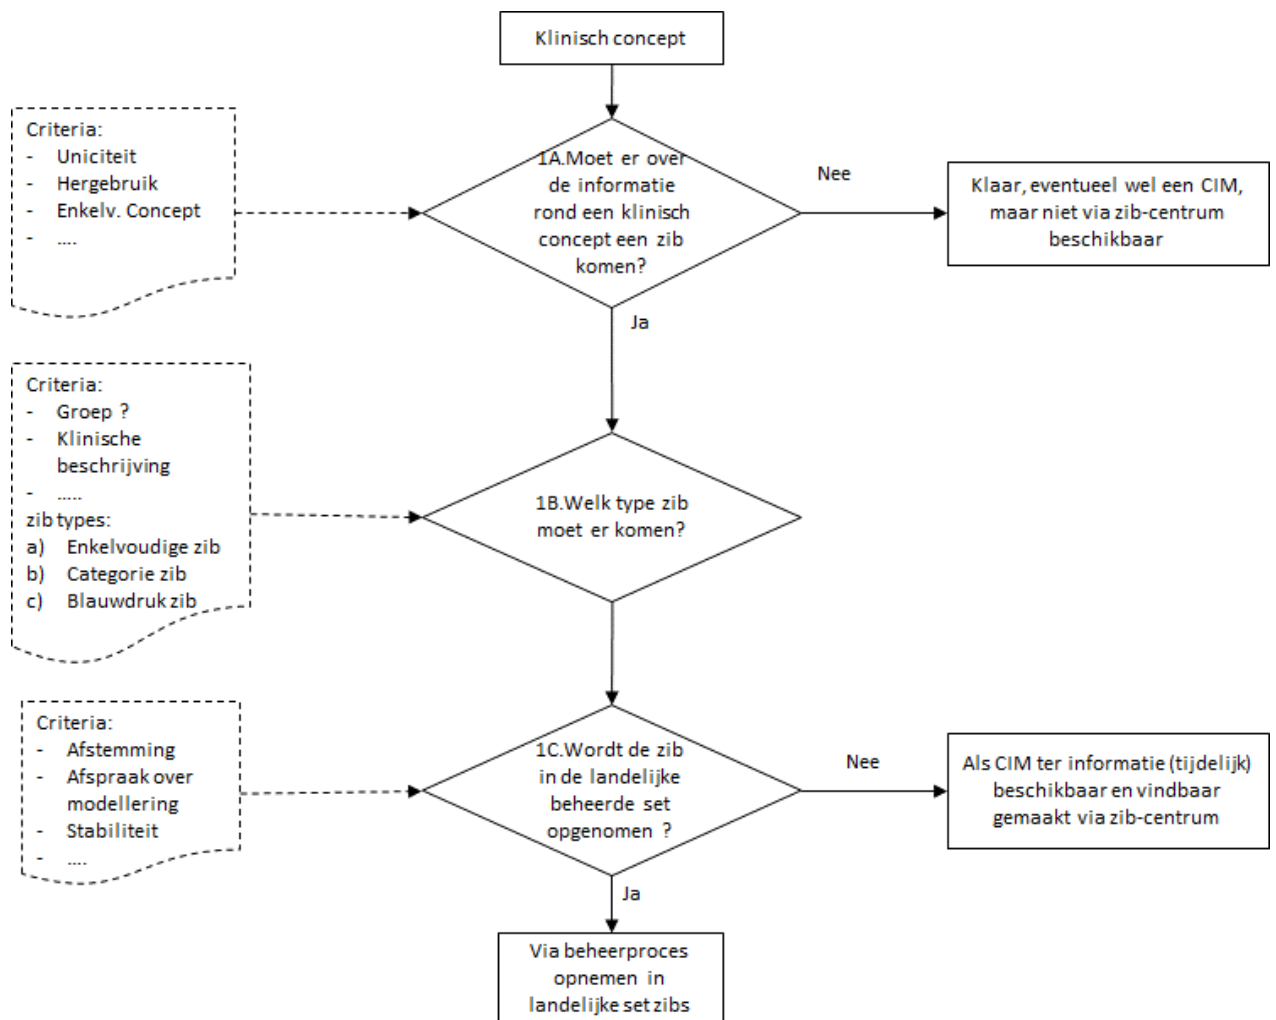 Klinisch concept
Criteria:
- Uniciteit
- Hergebruik
- Enkelv. Concept
- ....
1A.Moet er over
de informatie
rond een klinisch
concept een zib
komen?
Nee
Klaar, eventueel wel een CIM,
maar niet via zib-centrum
beschikbaar
Ja
Criteria:
- Groep ?
- Klinische
beschrijving
- .....
zib types:
a) Enkelvoudige zib
b) Categorie zib
c) Blauwdruk zib
1B.Welk type zib
moet er komen?
Criteria:
- Afstemming
- Afspraak over
modellering
- Stabiliteit
- ....
1C.Wordt de zib
in de landelijke
beheerde set
opgenomen ?
Nee
Als CIM ter informatie (tijdelijk)
beschikbaar en vindbaar
gemaakt via zib-centrum
Ja
Via beheerproces
opnemen in
landelijke set zibs